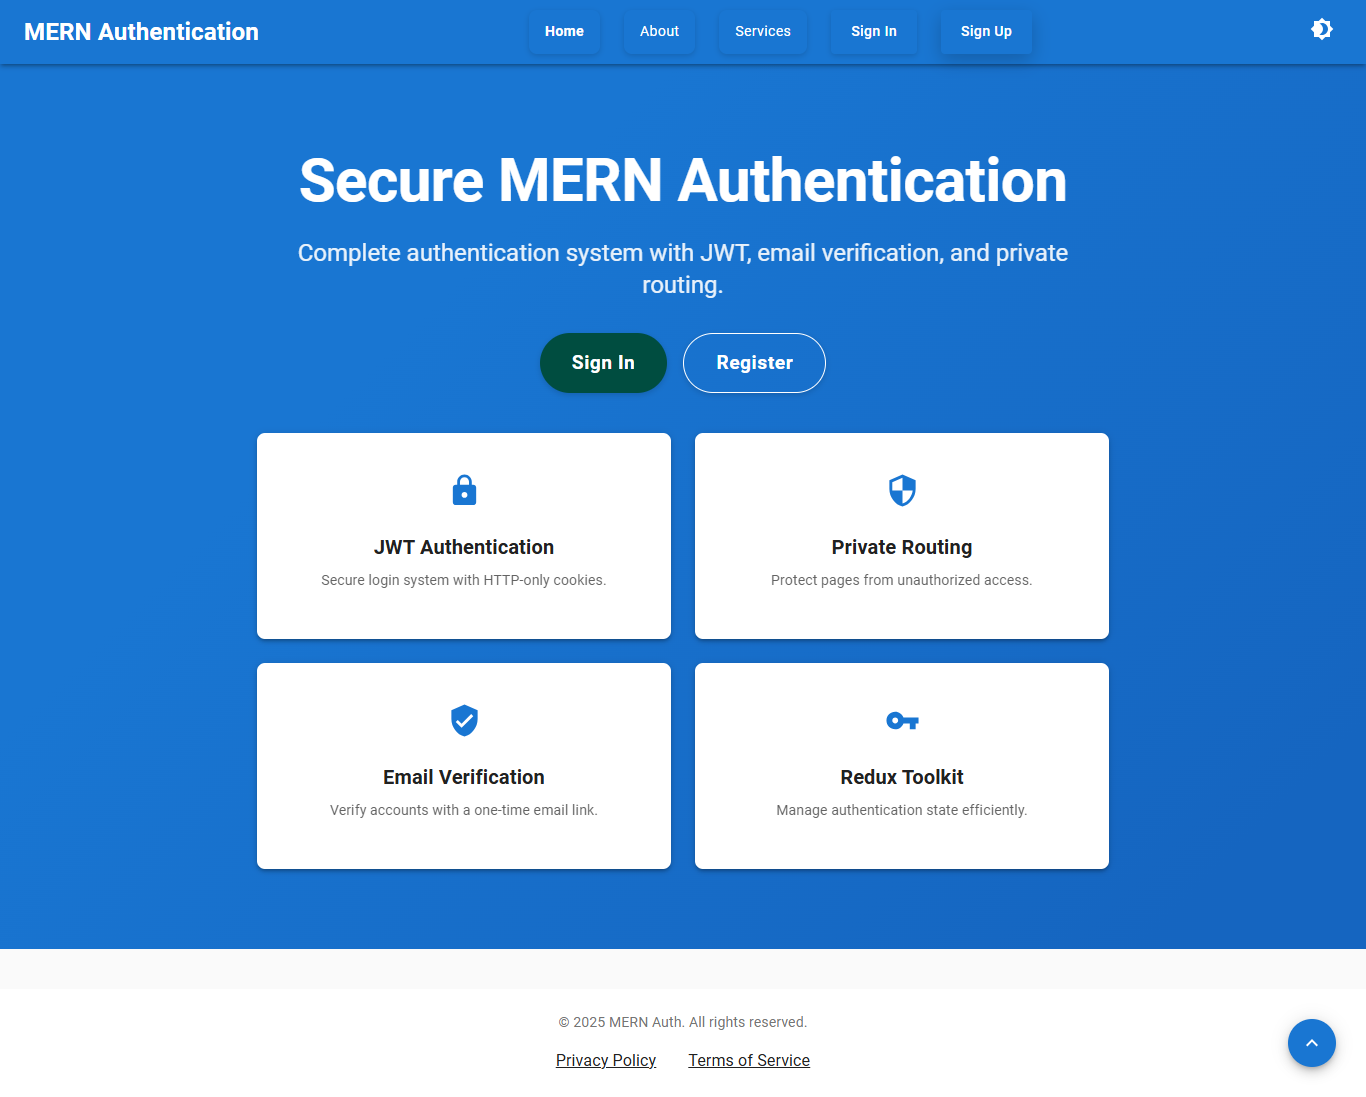 MERN Authentication
Home
About
Services
Sign In
Sign Up
Secure MERN Authentication
Complete authentication system with JWT, email verification, and private
routing.
Sign In
Register
JWT Authentication
Secure login system with HTTP-only cookies.
Private Routing
Protect pages from unauthorized access.
Email Verification
Verify accounts with a one-time email link.
Redux Toolkit
Manage authentication state efficiently.
© 2025 MERN Auth. All rights reserved.
Privacy Policy
Terms of Service